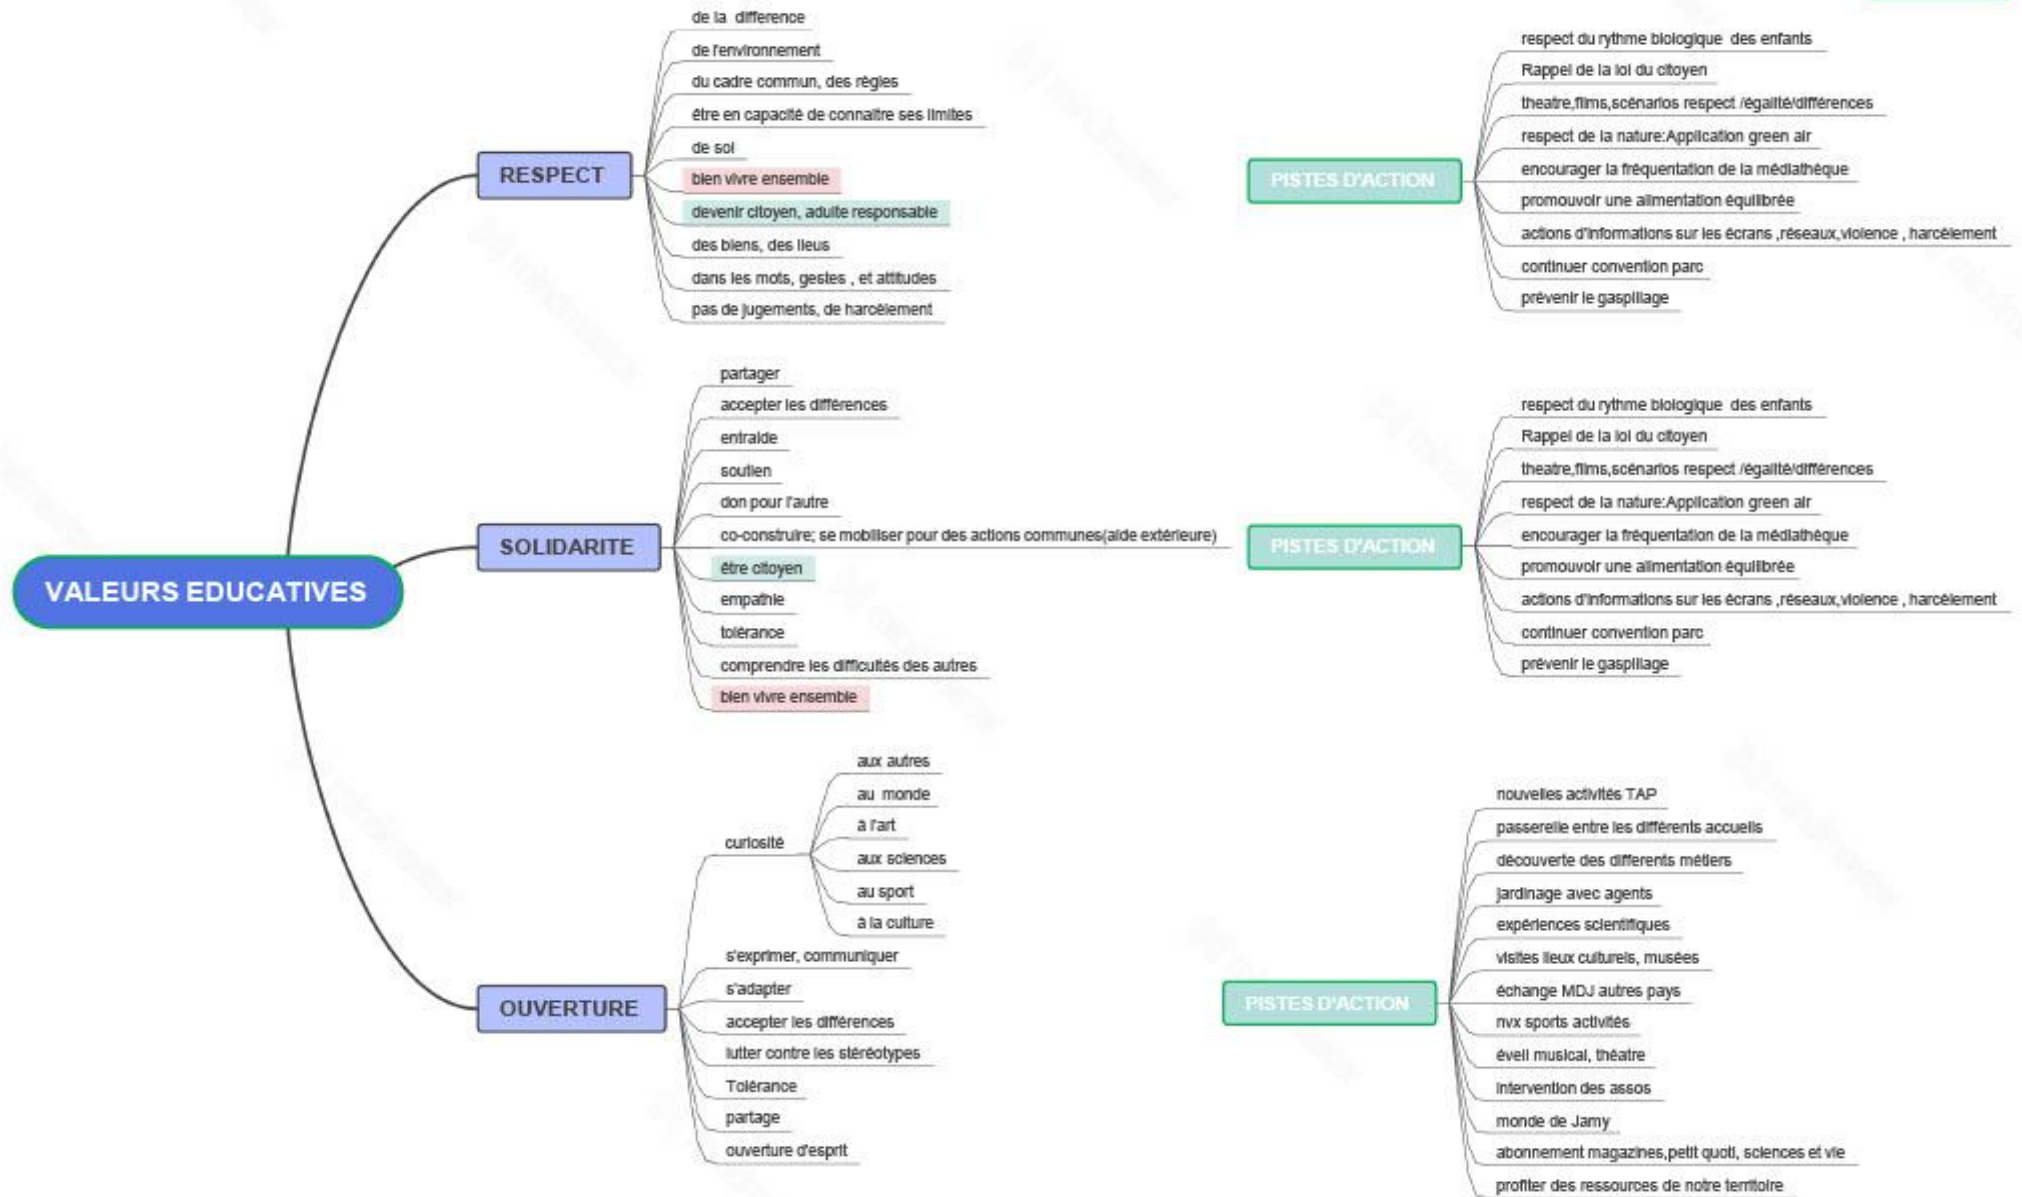 VALEURS EDUCATIVES
RESPECT
de la  difference
de l'environnement
du cadre commun, des règles
être en capacité de connaître ses limites
de soi
bien vivre ensemble
devenir citoyen, adulte responsable
des biens, des lieus
dans les mots, gestes , et attitudes
pas de jugements, de harcèlement
PISTES D'ACTION
respect du rythme biologique  des enfants
Rappel de la loi du citoyen
theatre,films,scénarios respect /égalité/différences
respect de la nature:Application green air
encourager la fréquentation de la médiathèque
promouvoir une alimentation équilibrée
actions d'informations sur les écrans ,réseaux,violence , harcèlement
continuer convention parc
prévenir le gaspillage
SOLIDARITE
partager
accepter les différences
entraide
soutien
don pour l'autre
co-construire; se mobiliser pour des actions communes(aide extérieure)
être citoyen
empathie
tolérance
comprendre les difficultés des autres
bien vivre ensemble
PISTES D'ACTION
respect du rythme biologique  des enfants
Rappel de la loi du citoyen
theatre,films,scénarios respect /égalité/différences
respect de la nature:Application green air
encourager la fréquentation de la médiathèque
promouvoir une alimentation équilibrée
actions d'informations sur les écrans ,réseaux,violence , harcèlement
continuer convention parc
prévenir le gaspillage
OUVERTURE
curiosité
aux autres
au  monde
à l'art
aux sciences
au sport
à la culture
s'exprimer, communiquer
s'adapter
accepter les différences
lutter contre les stéréotypes
Tolérance
partage
ouverture d'esprit
PISTES D'ACTION
nouvelles activités TAP
passerelle entre les différents accueils
découverte des differents métiers
jardinage avec agents
expériences scientifiques
visites lieux culturels, musées
échange MDJ autres pays
nvx sports activités
éveil musical, théatre
intervention des assos
monde de Jamy
abonnement magazines,petit quoti, sciences et vie
profiter des ressources de notre territoire